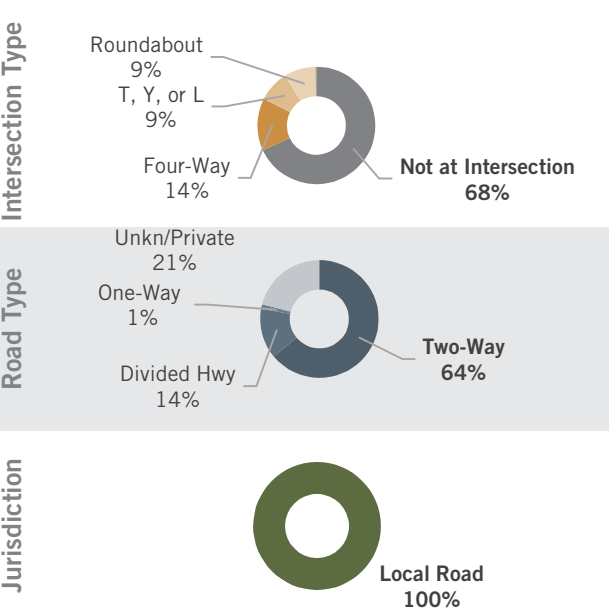 Intersection Type
Roundabout
9%
T, Y, or L
9%
Four-Way
14%
Not at Intersection
68%
Road Type
Unkn/Private
21%
One-Way
1%
Divided Hwy
14%
Two-Way
64%
Jurisdiction
Local Road
100%